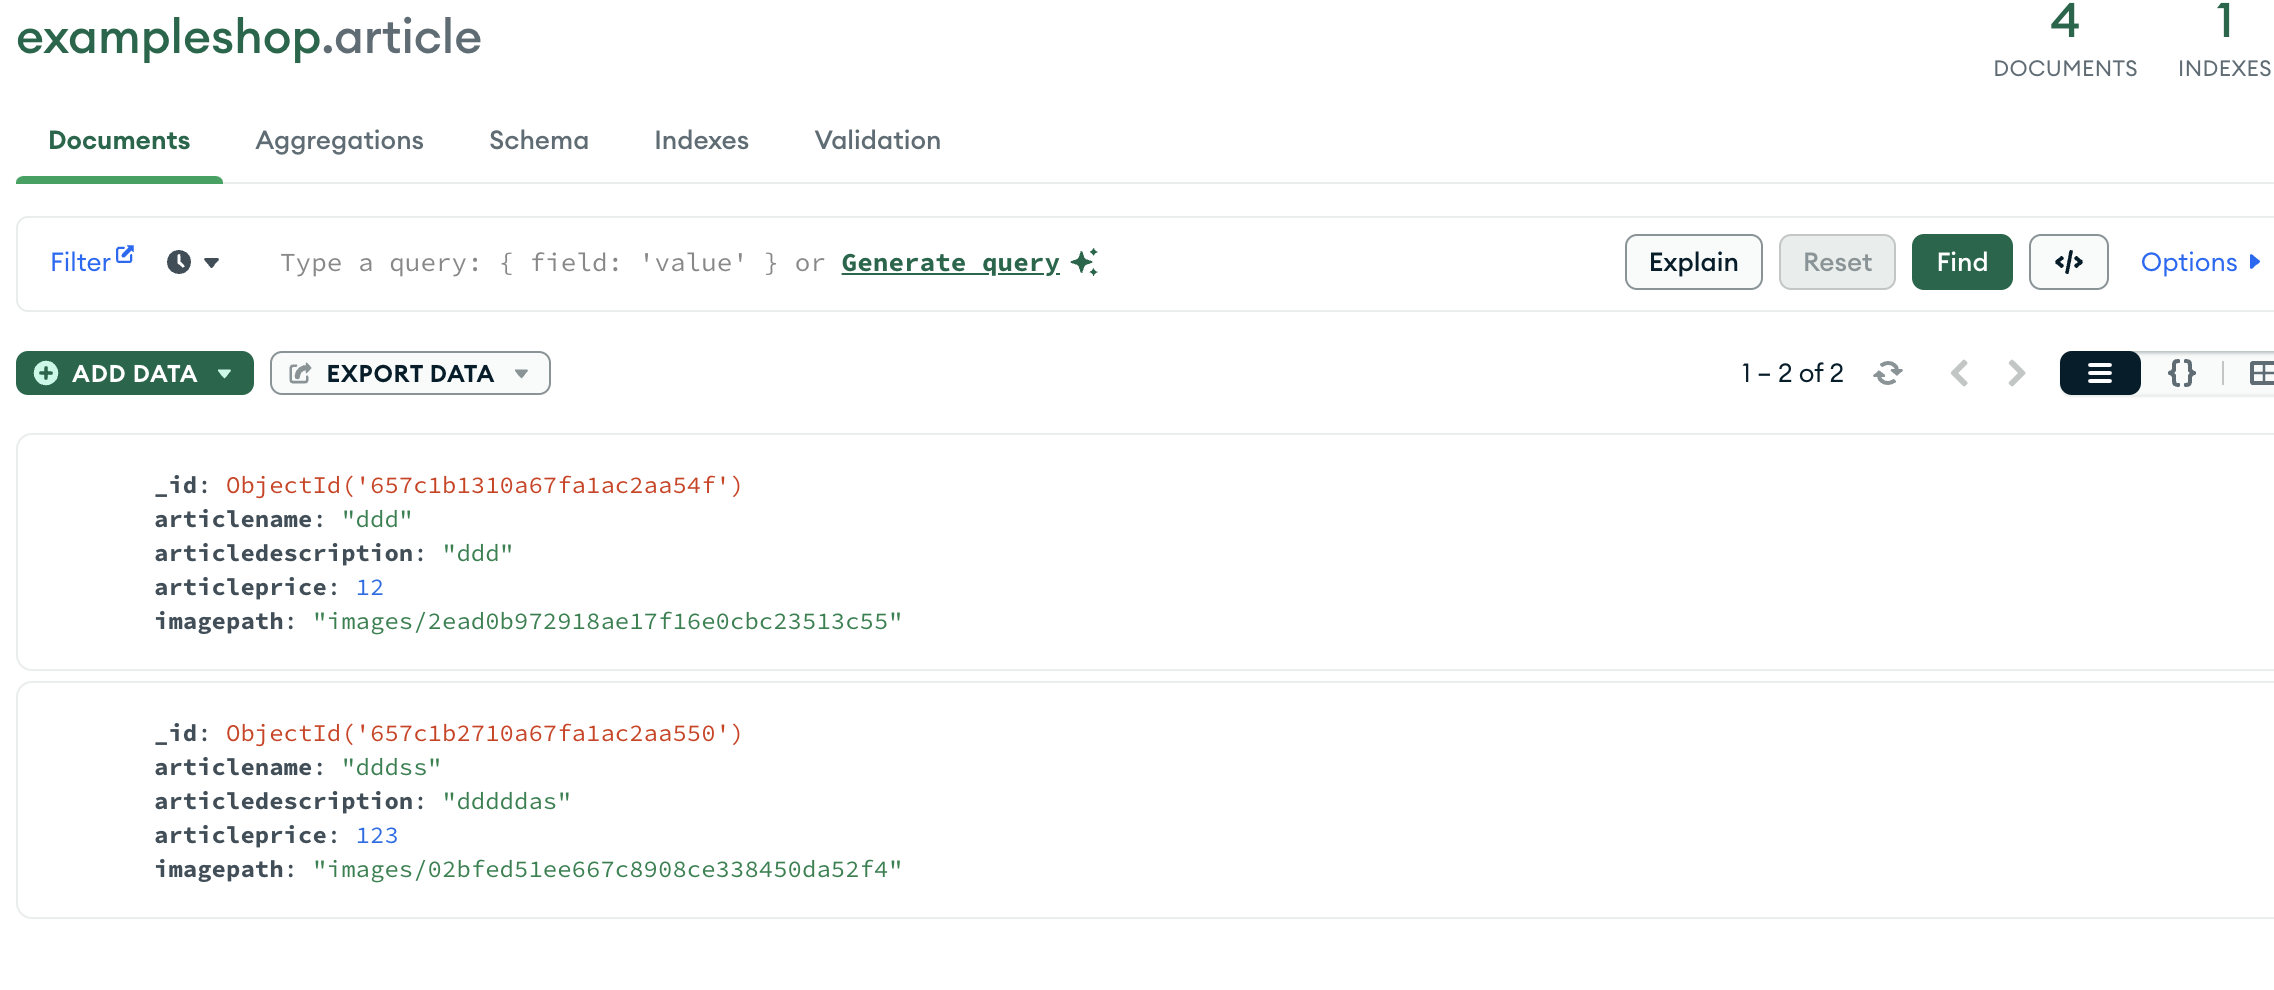 exampleshop.article
4
DOCUMENTS
1
INDEXES
Documents Aggregations Schema Indexes Validation
Filter Type a query: { field: 'value' } or Generate query Explain Reset Find </> Options
ADD DATA EXPORT DATA 1 – 2 of 2 {}
_id: ObjectId('657c1b1310a67fa1ac2aa54f')
articlename: "ddd"
articledescription: "ddd"
articleprice: 12
imagepath: "images/2ead0b972918ae17f16e0cbc23513c55"
_id: ObjectId('657c1b2710a67fa1ac2aa550')
articlename: "dddss"
articledescription: "dddddas"
articleprice: 123
imagepath: "images/02bfed51ee667c8908ce338450da52f4"